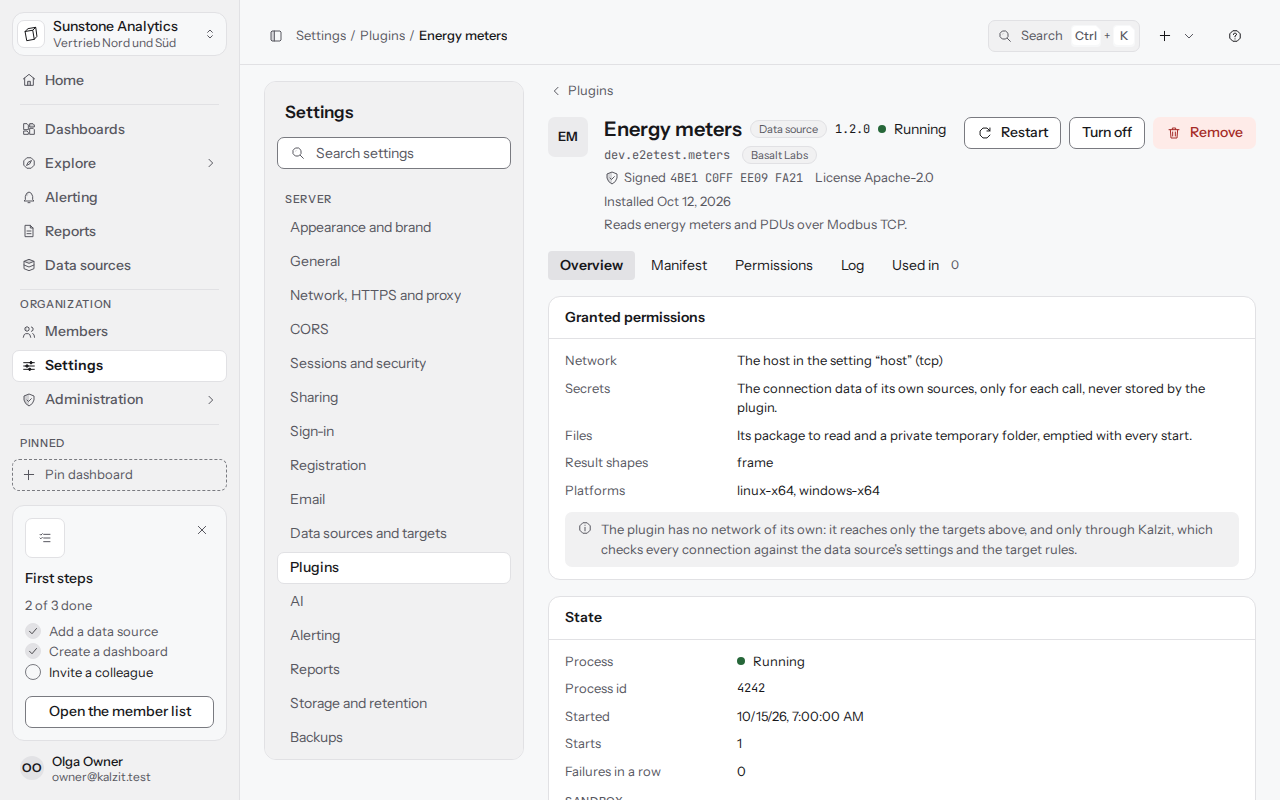 Sunstone Analytics
Vertrieb Nord und Süd
Home
Dashboards
Explore
Alerting
Reports
Data sources
ORGANIZATION
Members
Settings
Administration
PINNED
Pin dashboard
First steps
2 of 3 done
Add a data source
Create a dashboard
Invite a colleague
Open the member list
OO
Olga Owner
owner@kalzit.test
Settings / Plugins / Energy meters
Search Ctrl + K
Settings
Search settings
SERVER
Appearance and brand
General
Network, HTTPS and proxy
CORS
Sessions and security
Sharing
Sign-in
Registration
Email
Data sources and targets
Plugins
AI
Alerting
Reports
Storage and retention
Backups
Plugins
EM
Energy meters Data source 1.2.0 Running
Restart Turn off Remove
dev.e2etest.meters Basalt Labs
Signed 4BE1 C0FF EE09 FA21 License Apache-2.0
Installed Oct 12, 2026
Reads energy meters and PDUs over Modbus TCP.
Overview Manifest Permissions Log Used in 0
Granted permissions
Network The host in the setting “host” (tcp)
Secrets The connection data of its own sources, only for each call, never stored by the
plugin.
Files Its package to read and a private temporary folder, emptied with every start.
Result shapes frame
Platforms linux-x64, windows-x64
The plugin has no network of its own: it reaches only the targets above, and only through Kalzit, which
checks every connection against the data source's settings and the target rules.
State
Process Running
Process id 4242
Started 10/15/26, 7:00:00 AM
Starts 1
Failures in a row 0
SANDBOX